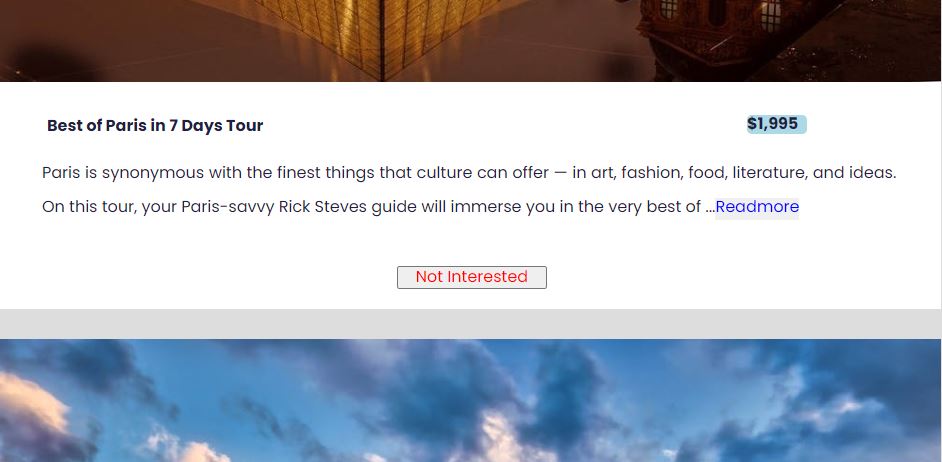 Best of Paris in 7 Days Tour $1,995
Paris is synonymous with the finest things that culture can offer — in art, fashion, food, literature, and ideas.
On this tour, your Paris-savvy Rick Steves guide will immerse you in the very best of ...Readmore
Not Interested